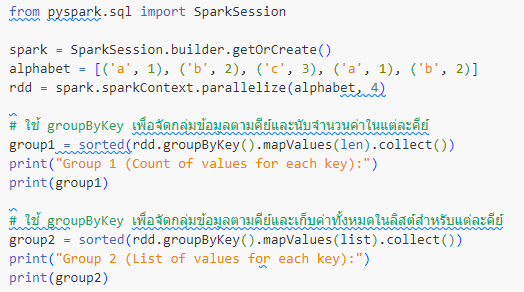 from pyspark.sql import SparkSession
spark = SparkSession.builder.getOrCreate()
alphabet = [('a', 1), ('b', 2), ('c', 3), ('a', 1), ('b', 2)]
rdd = spark.sparkContext.parallelize(alphabet, 4)
# ใช้ groupByKey เพื่อจัดกลุ่มข้อมูลตามคีย์และนับจำนวนค่าในแต่ละคีย์
group1 = sorted(rdd.groupByKey().mapValues(len).collect())
print("Group 1 (Count of values for each key):")
print(group1)
# ใช้ groupByKey เพื่อจัดกลุ่มข้อมูลตามคีย์และเก็บค่าทั้งหมดในลิสต์สำหรับแต่ละคีย์
group2 = sorted(rdd.groupByKey().mapValues(list).collect())
print("Group 2 (List of values for each key):")
print(group2)